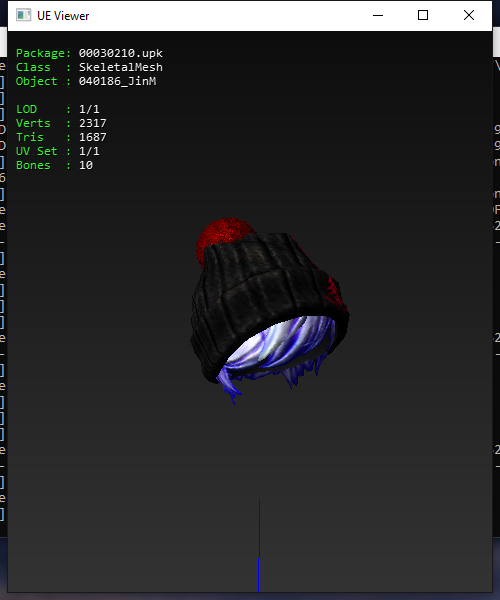 UE Viewer
Package: 00030210.upk
Class  : SkeletalMesh
Object : 040186_JinM
LOD    : 1/1
Verts  : 2317
Tris   : 1687
UV Set : 1/1
Bones  : 10